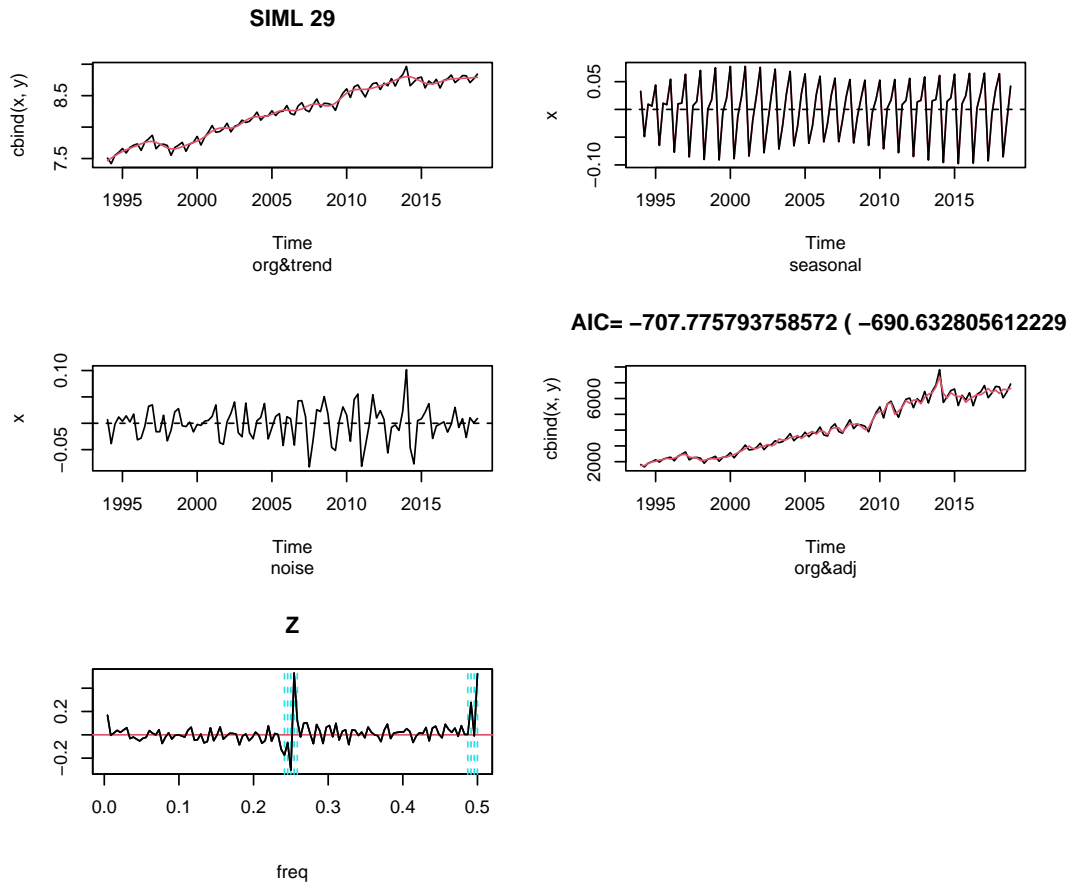 SIML 29
cbind(x, y)
8.5
7.5
1995 2000 2005 2010 2015
Time
org&trend
x
0.05
−0.10
1995 2000 2005 2010 2015
Time
seasonal
x
0.10
−0.05
1995 2000 2005 2010 2015
Time
noise
AIC= −707.775793758572 ( −690.632805612229
cbind(x, y)
6000
2000
1995 2000 2005 2010 2015
Time
org&adj
Z
0.2
−0.2
0.0 0.1 0.2 0.3 0.4 0.5
freq